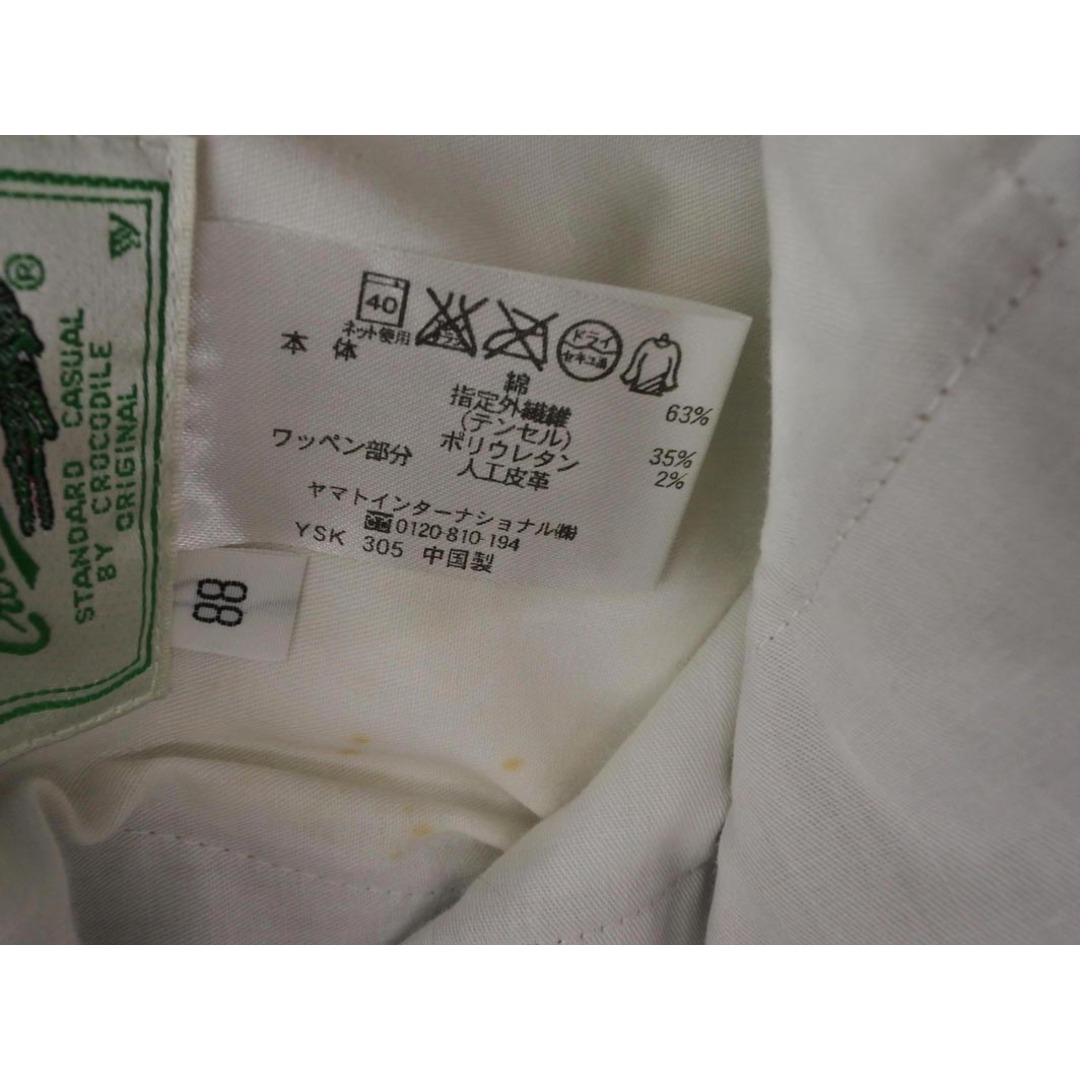 W
®
STANDARD CASUAL
BY CROCODILE
ORIGINAL
88
40
ネット使用
ドライ
セキユ系
本体
綿 63%
指定外繊維
(テンセル) 35%
ポリウレタン 2%
ワッペン部分 人工皮革
ヤマトインターナショナル㈱
0120-810-194
YSK 305 中国製